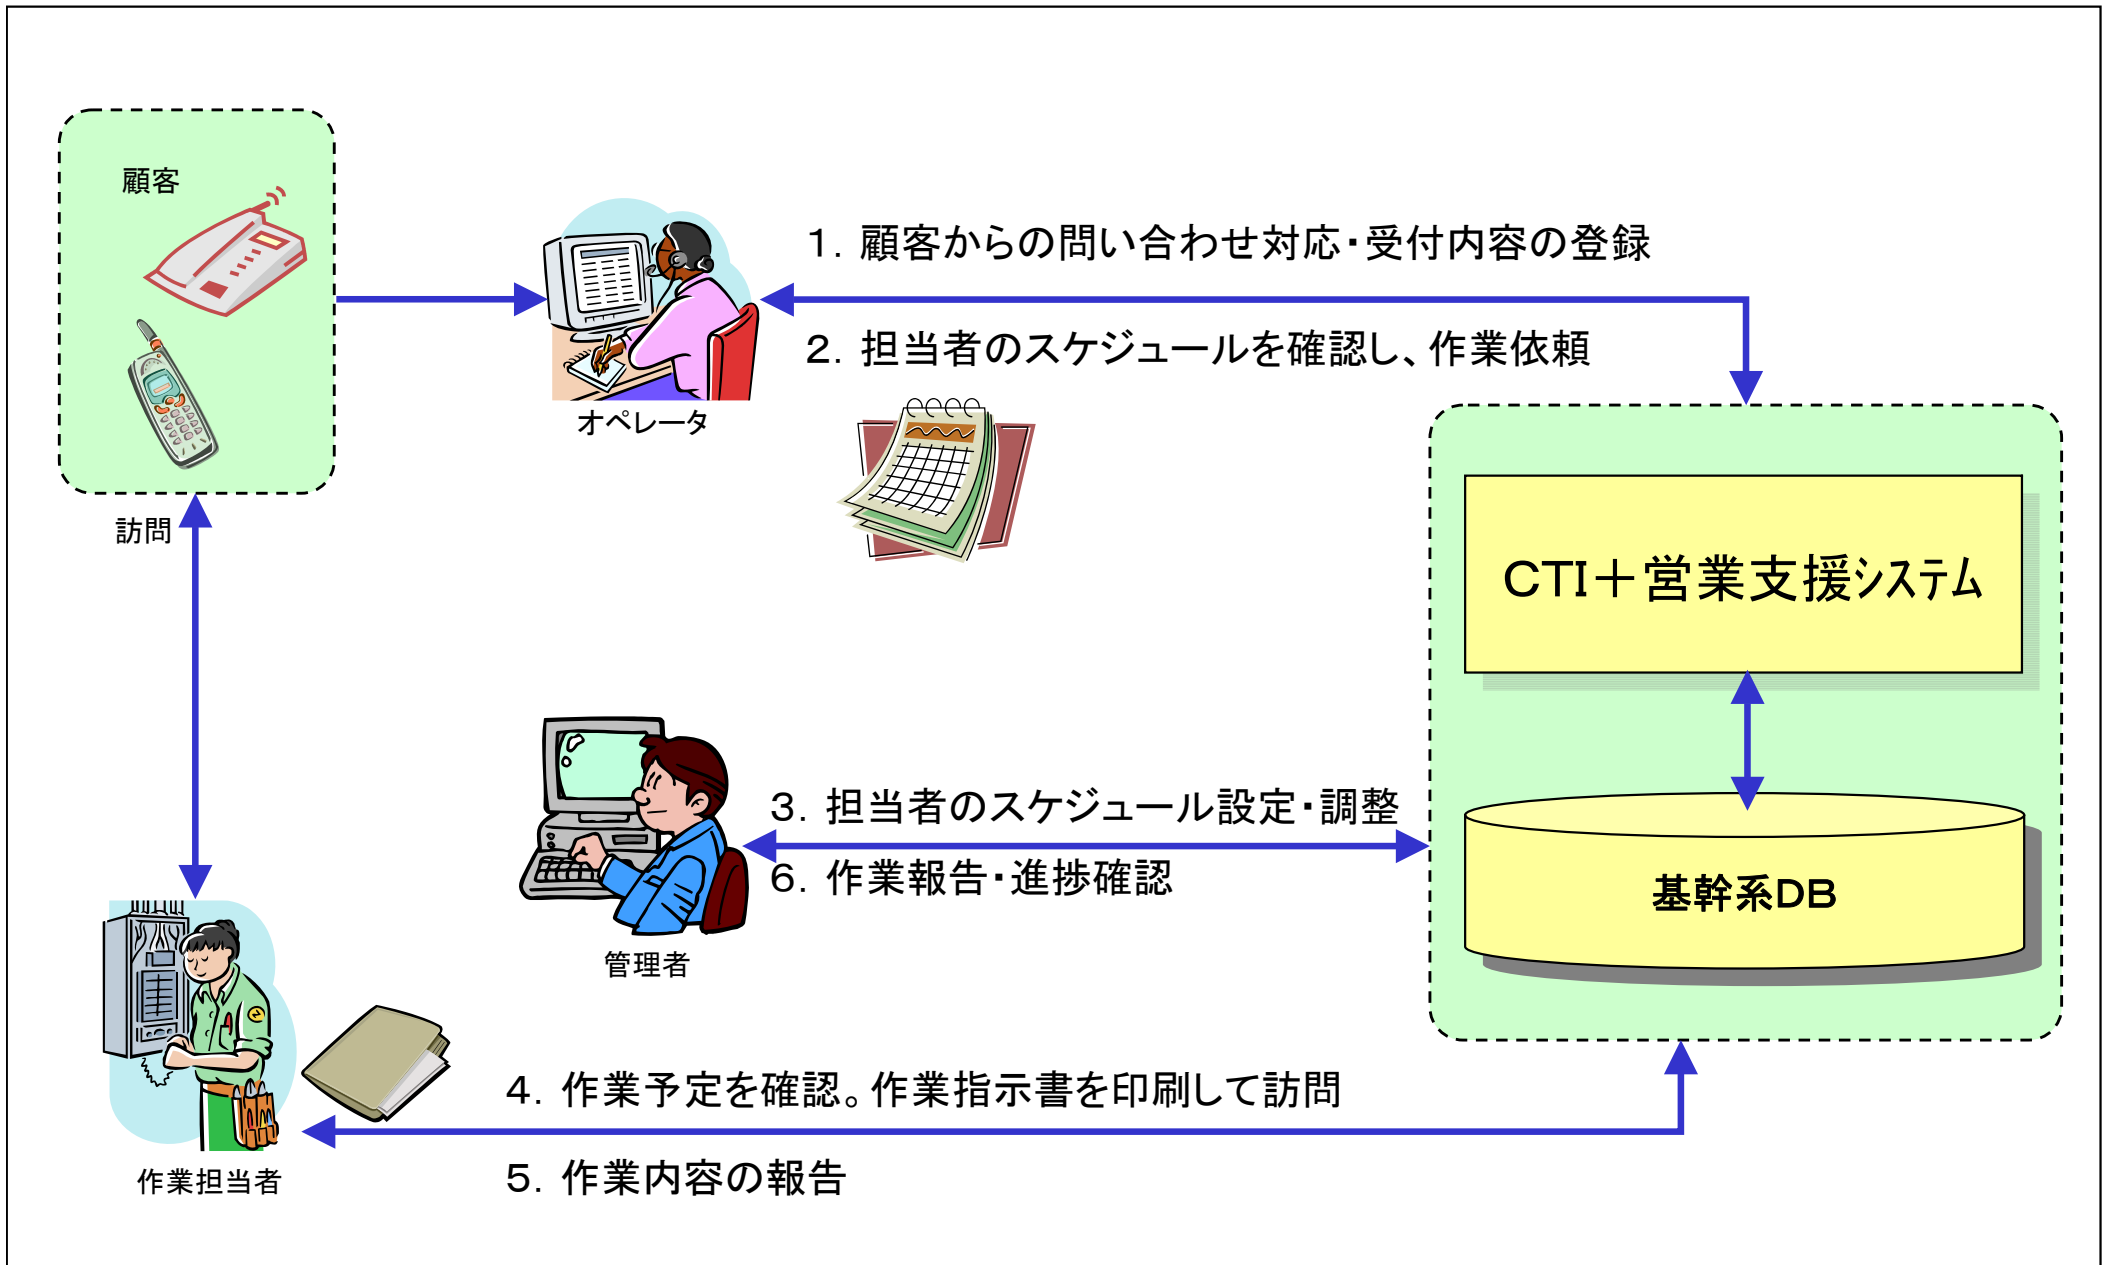 顧客
1. 顧客からの問い合わせ対応・受付内容の登録
2. 担当者のスケジュールを確認し、作業依頼
オペレータ
訪問
CTI＋営業支援システム
3. 担当者のスケジュール設定・調整
6. 作業報告・進捗確認
基幹系DB
管理者
4. 作業予定を確認。作業指示書を印刷して訪問
5. 作業内容の報告
作業担当者